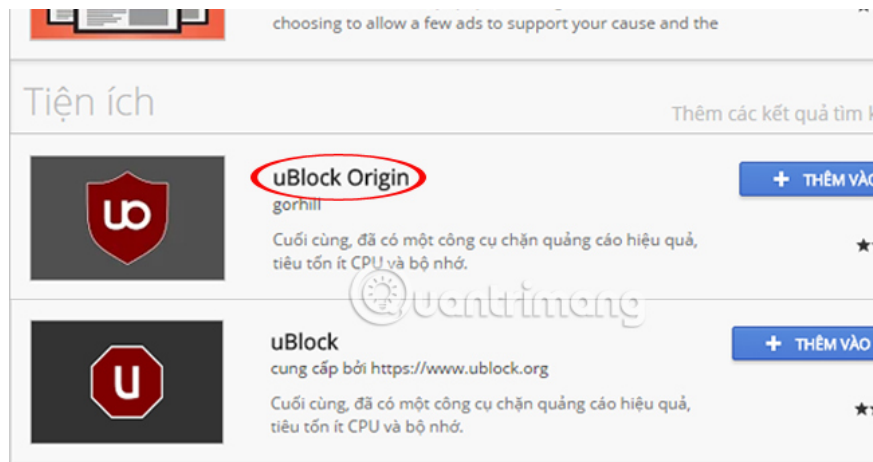 choosing to allow a few ads to support your cause and the
Tiện ích
Thêm các kết quả tìm
uBlock Origin
THÊM VÀO
gorhill
Cuối cùng, đã có một công cụ chặn quảng cáo hiệu quả,
tiêu tốn ít CPU và bộ nhớ.
Quantrimang
uBlock
THÊM VÀO
cung cấp bởi https://www.ublock.org
Cuối cùng, đã có một công cụ chặn quảng cáo hiệu quả,
tiêu tốn ít CPU và bộ nhớ.